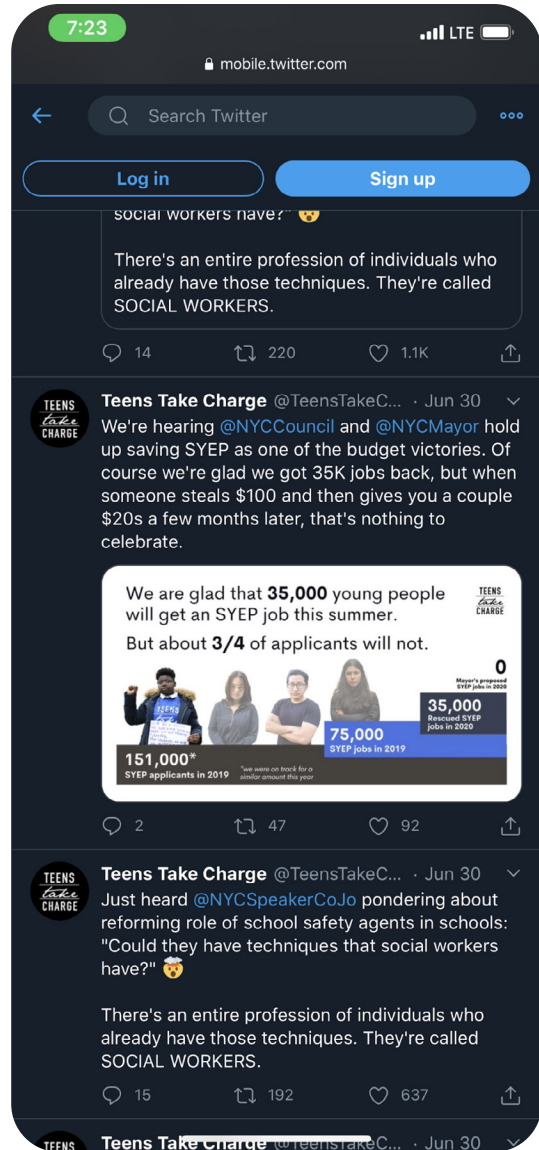 7:23
LTE
mobile.twitter.com
Search Twitter
Log in
Sign up
social workers have?" 😮
There's an entire profession of individuals who
already have those techniques. They're called
SOCIAL WORKERS.
14
220
1.1K
TEENS
take
CHARGE
Teens Take Charge @TeensTakeC... · Jun 30
We're hearing @NYCCouncil and @NYCMayor hold
up saving SYEP as one of the budget victories. Of
course we're glad we got 35K jobs back, but when
someone steals $100 and then gives you a couple
$20s a few months later, that's nothing to
celebrate.
We are glad that 35,000 young people
will get an SYEP job this summer.
But about 3/4 of applicants will not.
TEENS
take
CHARGE
0
Mayor's proposed
SYEP jobs in 2020
35,000
Rescued SYEP
jobs in 2020
75,000
SYEP jobs in 2019
151,000*
SYEP applicants in 2019
*we were on track for a
similar amount this year
TEENS
2
47
92
TEENS
take
CHARGE
Teens Take Charge @TeensTakeC... · Jun 30
Just heard @NYCSpeakerCoJo pondering about
reforming role of school safety agents in schools:
"Could they have techniques that social workers
have?" 🤯
There's an entire profession of individuals who
already have those techniques. They're called
SOCIAL WORKERS.
15
192
637
TEENS
Teens Take Charge @TeensTakeC... · Jun 30